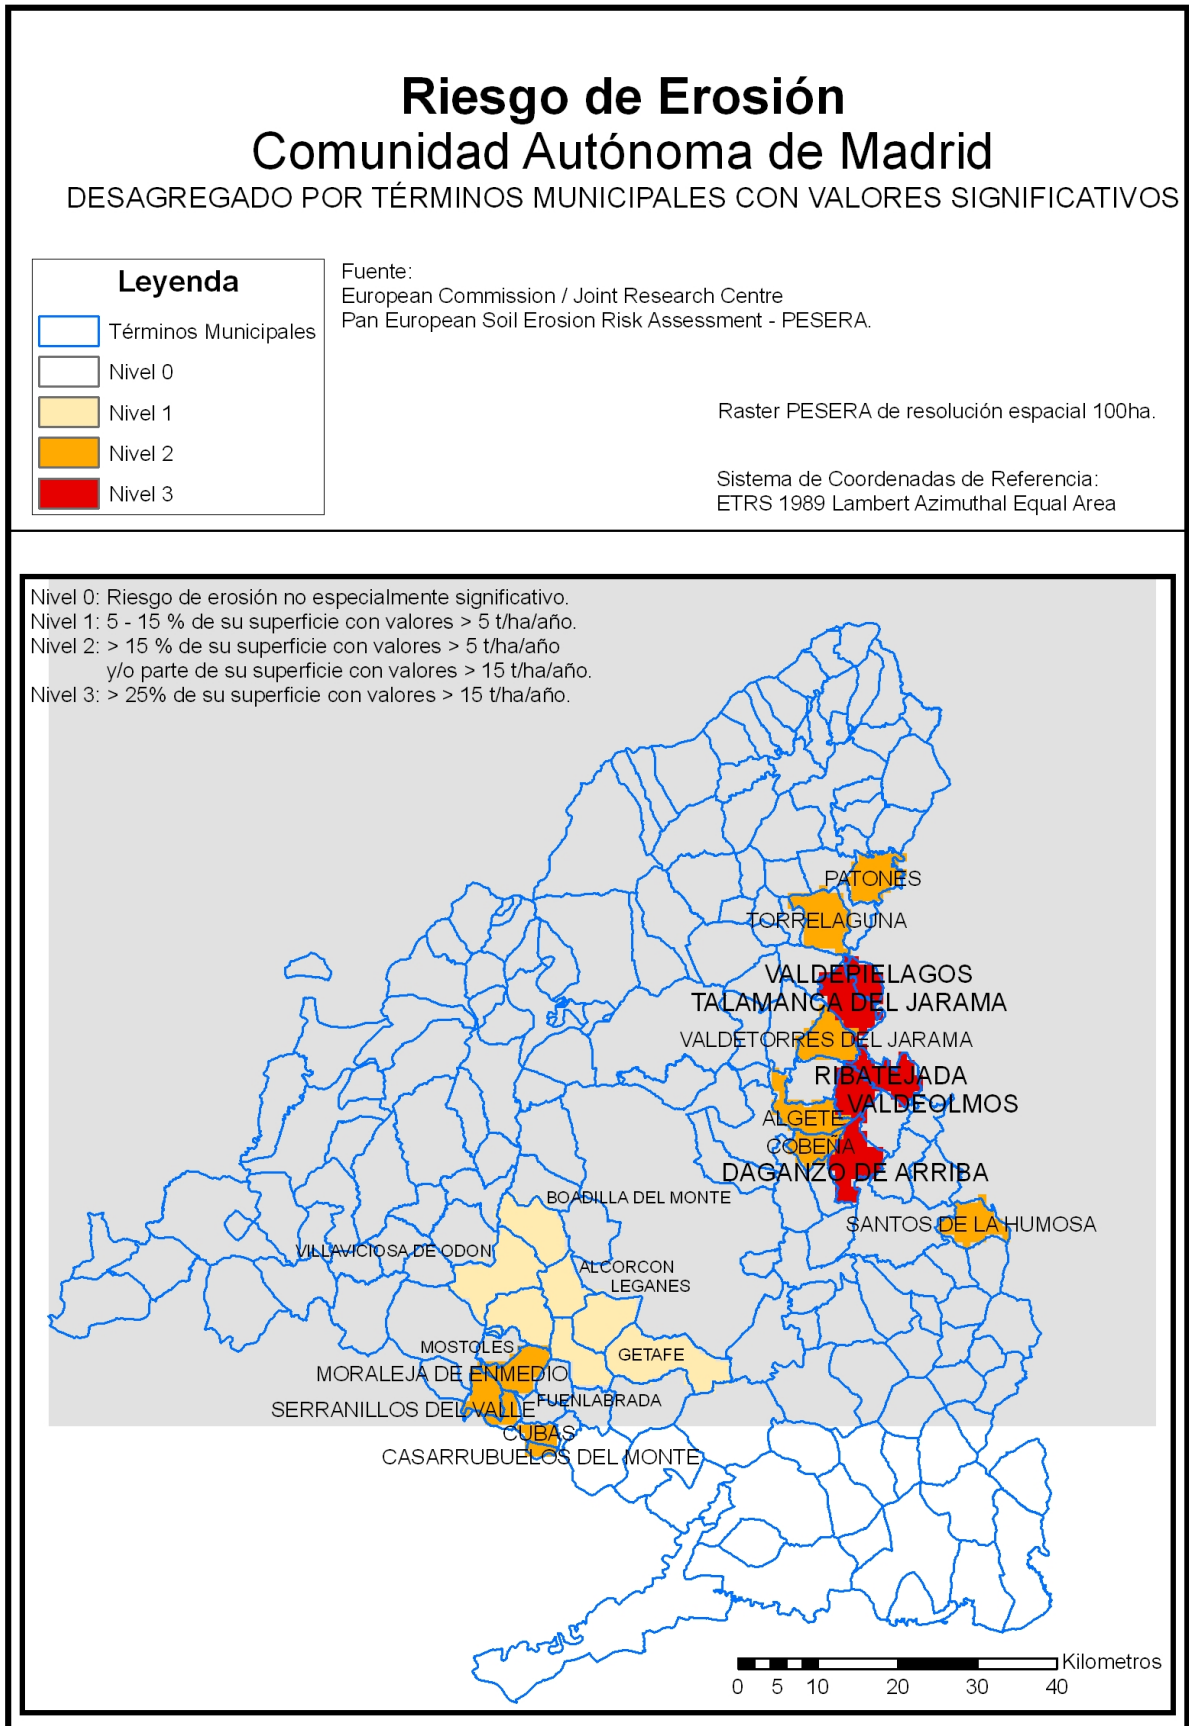 Riesgo de Erosión
Comunidad Autónoma de Madrid
DESAGREGADO POR TÉRMINOS MUNICIPALES CON VALORES SIGNIFICATIVOS
Leyenda
Términos Municipales
Nivel 0
Nivel 1
Nivel 2
Nivel 3
Fuente:
European Commission / Joint Research Centre
Pan European Soil Erosion Risk Assessment - PESERA.
Raster PESERA de resolución espacial 100ha.
Sistema de Coordenadas de Referencia:
ETRS 1989 Lambert Azimuthal Equal Area
Nivel 0: Riesgo de erosión no especialmente significativo.
Nivel 1: 5 - 15 % de su superficie con valores > 5 t/ha/año.
Nivel 2: > 15 % de su superficie con valores > 5 t/ha/año
y/o parte de su superficie con valores > 15 t/ha/año.
Nivel 3: > 25% de su superficie con valores > 15 t/ha/año.
PATONES
TORRELAGUNA
VALDEPIELAGOS
TALAMANCA DEL JARAMA
VALDETORRES DEL JARAMA
RIBATEJADA
VALDEOLMOS
ALGETE
COBEÑA
DAGANZO DE ARRIBA
BOADILLA DEL MONTE
SANTOS DE LA HUMOSA
VILLAVICIOSA DE ODON
ALCORCON
LEGANES
MOSTOLES
GETAFE
MORALEJA DE ENMEDIO
FUENLABRADA
SERRANILLOS DEL VALLE
CUBAS
CASARRUBUELOS DEL MONTE
Kilometros
0 5 10 20 30 40